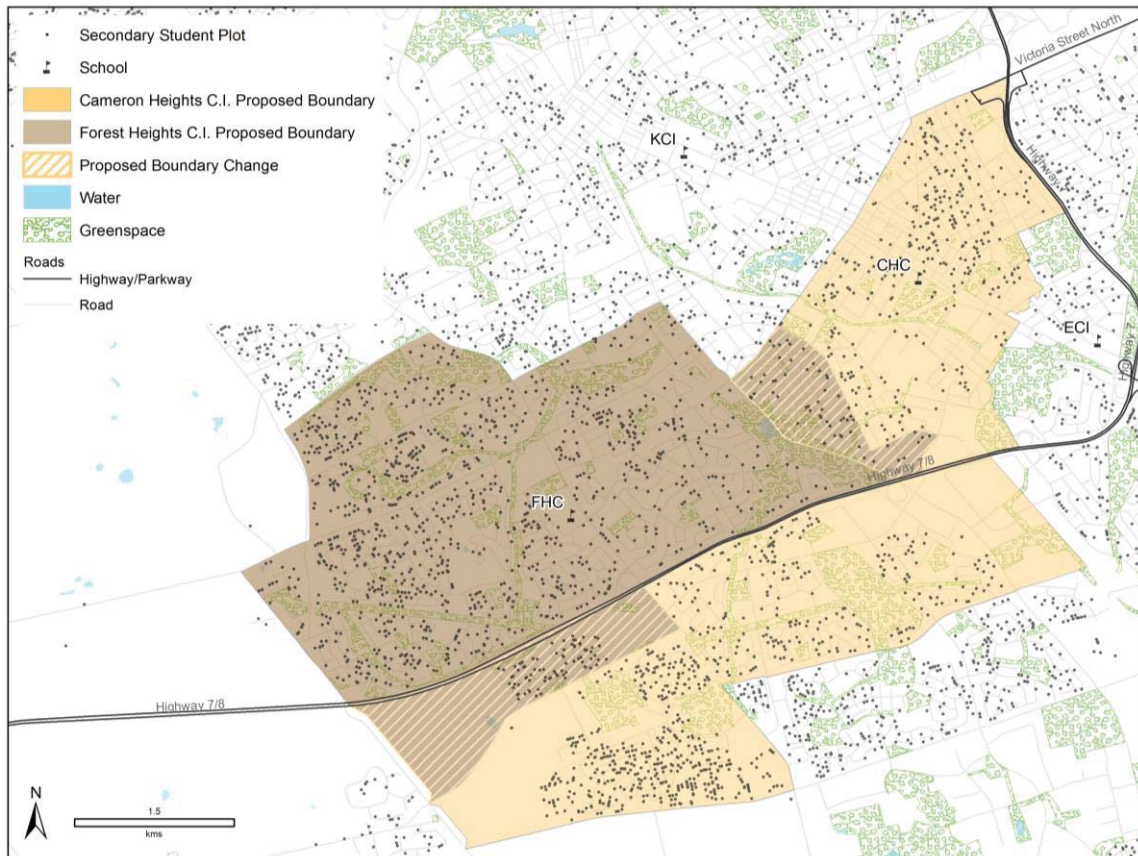 Secondary Student Plot
School
Cameron Heights C.I. Proposed Boundary
Forest Heights C.I. Proposed Boundary
Proposed Boundary Change
Water
Greenspace
Roads
Highway/Parkway
Road
Victoria Street North
KCI
Highway
CHC
ECI
Highway 7
Highway 7/8
FHC
Highway 7/8
N
1.5
kms